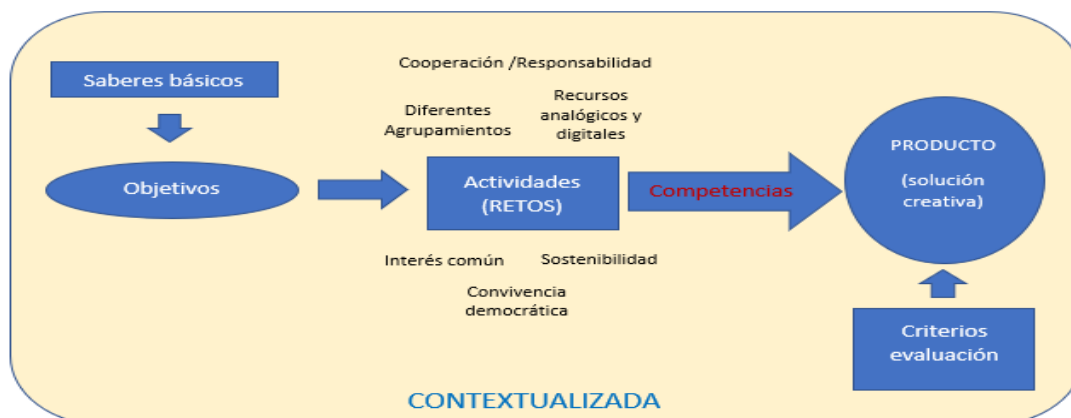 Saberes básicos
Objetivos
Cooperación /Responsabilidad
Diferentes
Agrupamientos
Recursos
analógicos y
digitales
Actividades
(RETOS)
Interés común
Sostenibilidad
Convivencia
democrática
Competencias
PRODUCTO
(solución
creativa)
Criterios
evaluación
CONTEXTUALIZADA